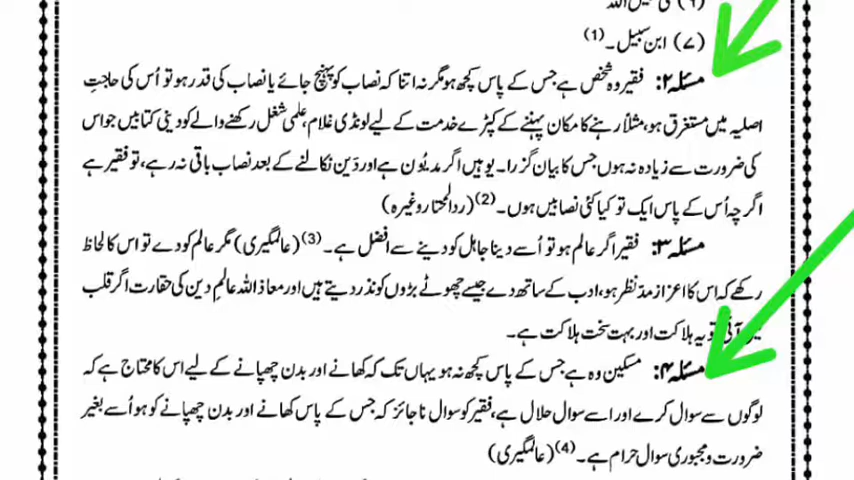 (۷) ابن سبیل۔(1)
مسئلہ ۲: فقیر وہ شخص ہے جس کے پاس کچھ ہو مگر نہ اتنا کہ نصاب کو پہنچ جائے یا نصاب کی قدر ہو تو اُس کی حاجتِ
اصلیہ میں مستغرق ہو، مثلاً رہنے کا مکان پہننے کے کپڑے خدمت کے لیے لونڈی غلام، علمی شغل رکھنے والے کو دینی کتابیں جو اس
کی ضرورت سے زیادہ نہ ہوں جس کا بیان گزرا۔ یوہیں اگر مدیُون ہے اور دَین نکالنے کے بعد نصاب باقی نہ رہے، تو فقیر ہے
اگرچہ اُس کے پاس ایک تو کیا کئی نصابیں ہوں۔(2) (ردالمحتار وغیرہ)
مسئلہ ۳: فقیر اگر عالم ہو تو اُسے دینا جاہل کو دینے سے افضل ہے۔(3) (عالمگیری) مگر عالم کو دے تو اس کا لحاظ
رکھے کہ اس کا اعزاز مدّ نظر ہو، ادب کے ساتھ دے جیسے چھوٹے بڑوں کو نذر دیتے ہیں اور معاذ اللہ عالمِ دین کی حقارت اگر قلب
میں آئی تو یہ ہلاکت اور بہت سخت ہلاکت ہے۔
مسئلہ ۴: مسکین وہ ہے جس کے پاس کچھ نہ ہو یہاں تک کہ کھانے اور بدن چھپانے کے لیے اس کا محتاج ہے کہ
لوگوں سے سوال کرے اور اسے سوال حلال ہے، فقیر کو سوال ناجائز کہ جس کے پاس کھانے اور بدن چھپانے کو ہو اُسے بغیر
ضرورت و مجبوری سوال حرام ہے۔(4) (عالمگیری)